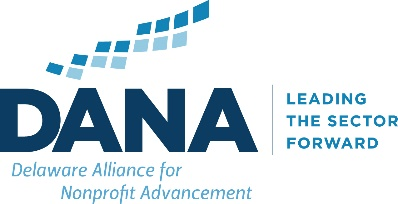 DANA
LEADING
THE SECTOR
FORWARD
Delaware Alliance for
Nonprofit Advancement